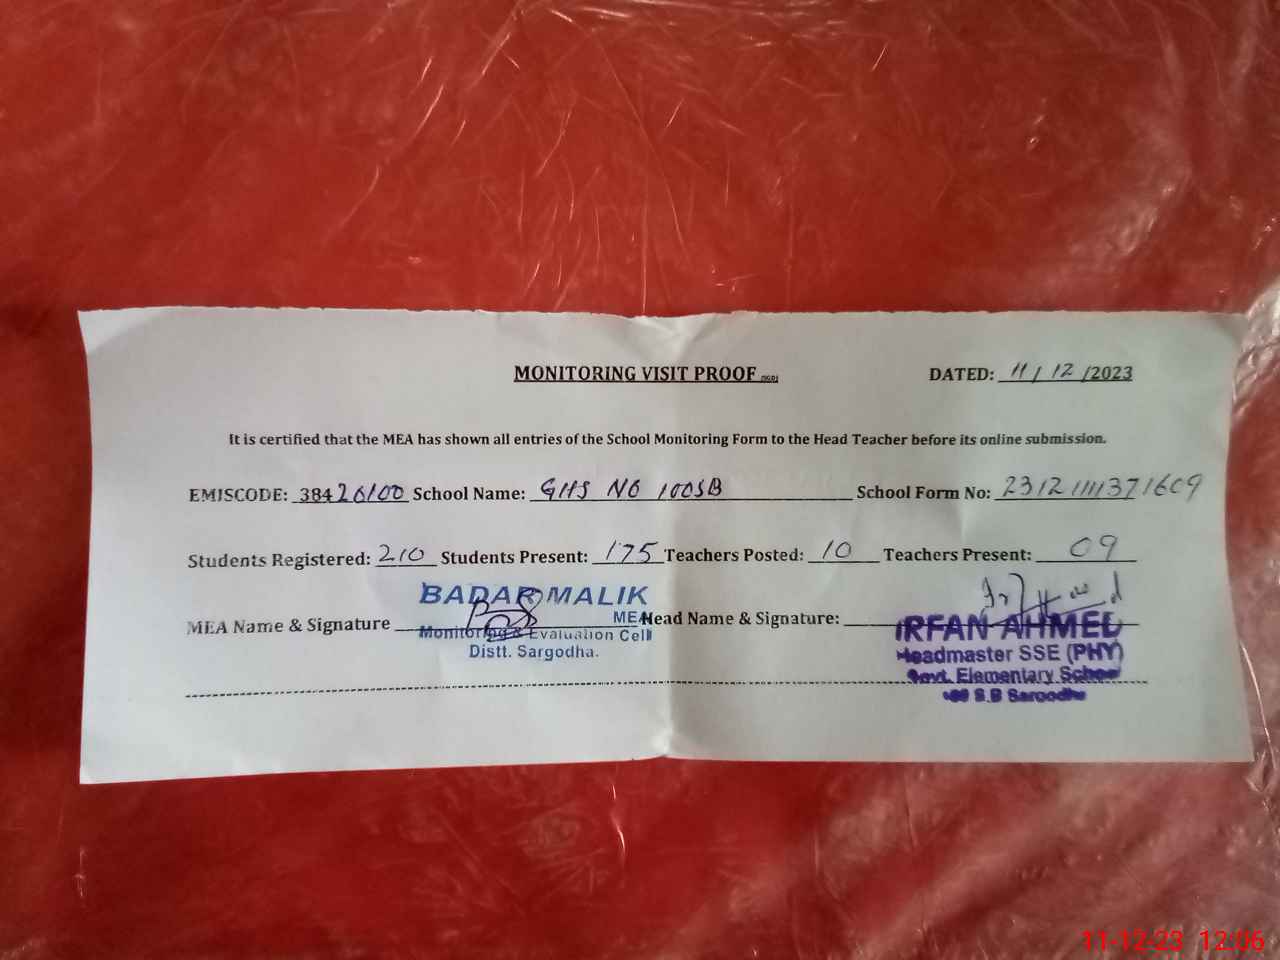 MONITORING VISIT PROOF (SGD)
DATED: 11/12/2023
It is certified that the MEA has shown all entries of the School Monitoring Form to the Head Teacher before its online submission.
EMISCODE: 38426100 School Name: GHS NO 100SB School Form No:
Students Registered: 210 Students Present: 175 Teachers Posted: 10 Teachers Present: 09
MEA Name & Signature Head Name & Signature:
BADAR MALIK
MEA
Monitoring & Evaluation Cell
Distt. Sargodha.
IRFAN AHMED
Headmaster SSE (PHY)
Govt. Elementary School
S.B Sargodha
11-12-23 12:06